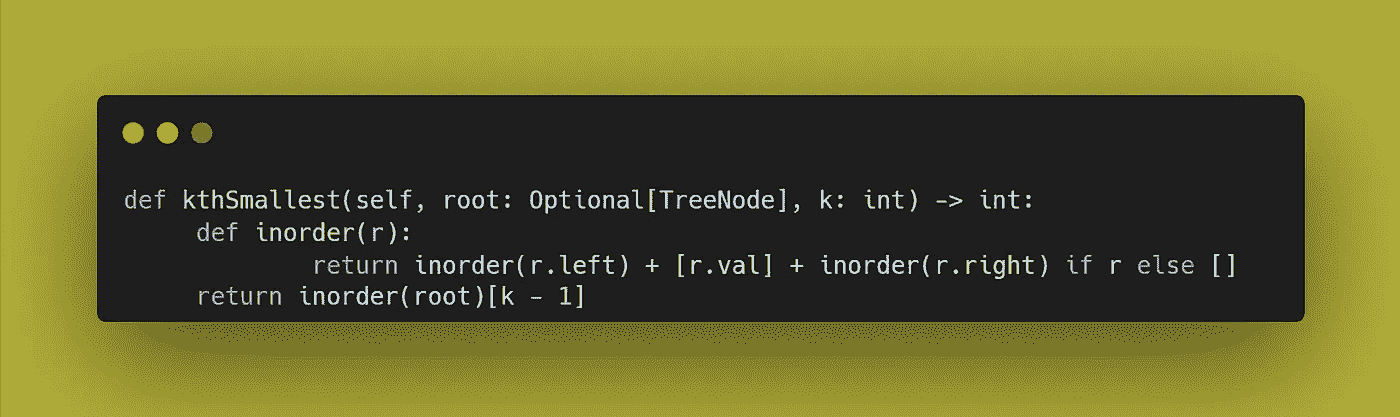 def kthSmallest(self, root: Optional[TreeNode], k: int) -> int:
     def inorder(r):
             return inorder(r.left) + [r.val] + inorder(r.right) if r else []
     return inorder(root)[k - 1]